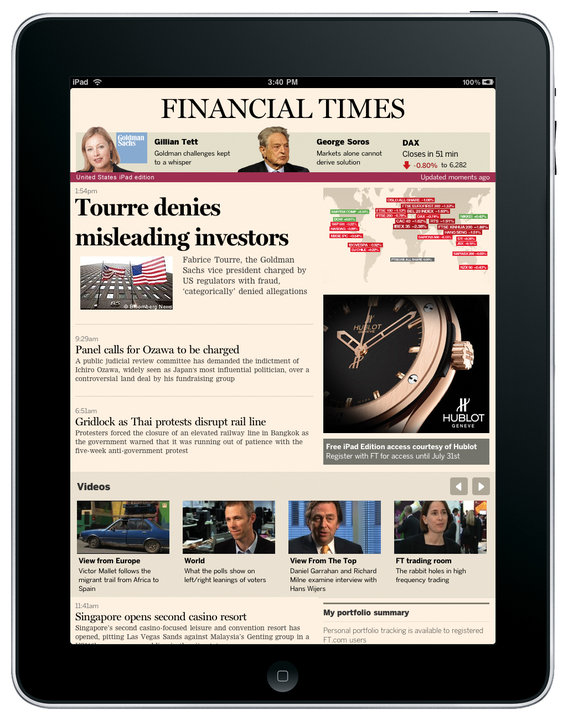 iPad 3:40 PM 100%
FINANCIAL TIMES
Goldman Sachs
Gillian Tett
Goldman challenges kept
to a whisper
George Soros
Markets alone cannot
derive solution
DAX
Closes in 51 min
-0.80% to 6.282
United States iPad edition
Updated moments ago
1:54pm
Tourre denies
misleading investors
© Bloomberg News
Fabrice Tourre, the Goldman
Sachs vice president charged by
US regulators with fraud,
'categorically' denied allegations
9:29am
Panel calls for Ozawa to be charged
A public judicial review committee has demanded the indictment of
Ichiro Ozawa, widely seen as Japan's most influential politician, over a
controversial land deal by his fundraising group
6:51am
Gridlock as Thai protests disrupt rail line
Protesters forced the closure of an elevated railway line in Bangkok as
the government warned that it was running out of patience with the
five-week anti-government protest
HUBLOT
GENEVE
HUBLOT
GENEVE
Free iPad Edition access courtesy of Hublot
Register with FT for access until July 31st
Videos
View from Europe
Victor Mallet follows the
migrant trail from Africa to
Spain
World
What the polls show on
left/right leanings of voters
View From The Top
Daniel Garrahan and Richard
Milne examine interview with
Hans Wijers
FT trading room
The rabbit holes in high
frequency trading
11:41am
Singapore opens second casino resort
Singapore's second casino-focused leisure and convention resort has
opened, pitting Las Vegas Sands against Malaysia's Genting group in a
My portfolio summary
Personal portfolio tracking is available to registered
FT.com users